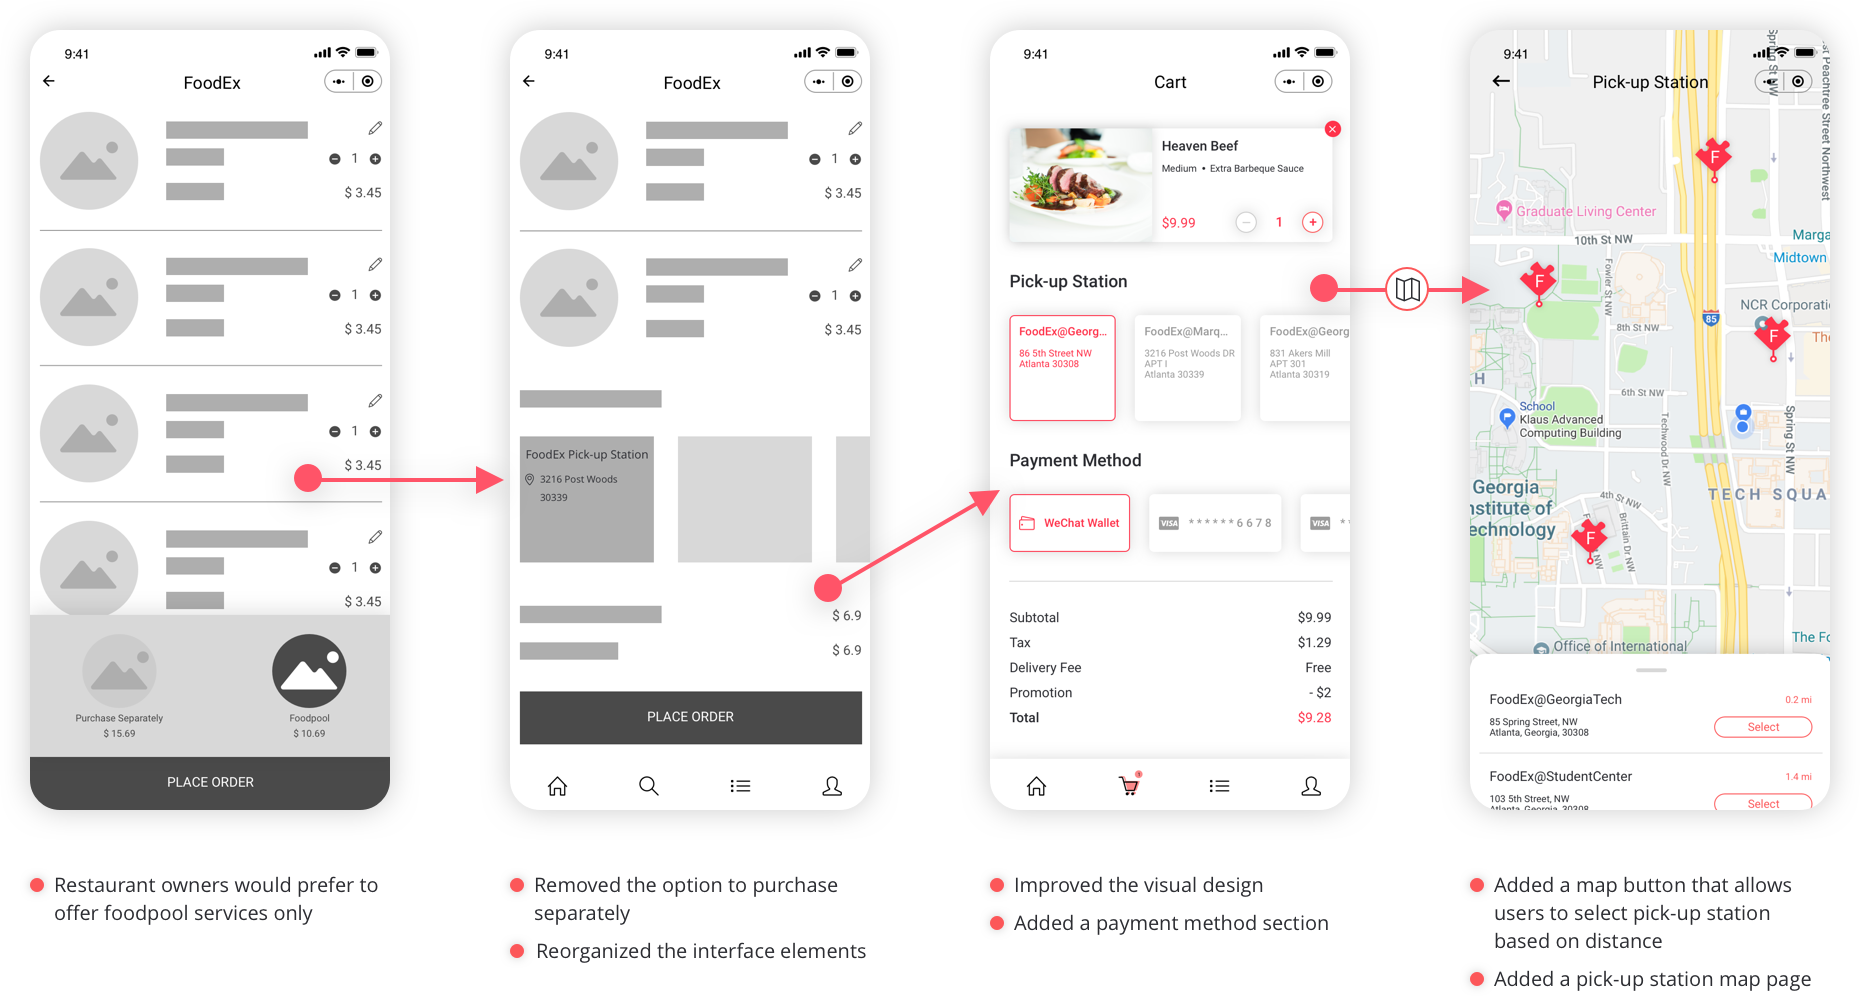 9:41
FoodEx
1
$ 3.45
1
$ 3.45
1
$ 3.45
1
$ 3.45
Purchase Separately
$ 15.69
Foodpool
$ 10.69
PLACE ORDER
Restaurant owners would prefer to
offer foodpool services only
9:41
FoodEx
1
$ 3.45
1
$ 3.45
FoodEx Pick-up Station
3216 Post Woods
30339
$ 6.9
$ 6.9
PLACE ORDER
Removed the option to purchase
separately
Reorganized the interface elements
9:41
Cart
Heaven Beef
Medium • Extra Barbeque Sauce
$9.99
1
Pick-up Station
FoodEx@Georg...
86 5th Street NW
Atlanta 30308
FoodEx@Marq...
3216 Post Woods DR
APT I
Atlanta 30339
FoodEx@Georg
831 Akers Mill
APT 301
Atlanta 30319
Payment Method
WeChat Wallet
VISA ******6678
VISA **
Subtotal $9.99
Tax $1.29
Delivery Fee Free
Promotion - $2
Total $9.28
Improved the visual design
Added a payment method section
9:41
Pick-up Station
Spring St NW
st Peachtree Street Northwest
F
Graduate Living Center
10th St NW
Marga
Midtown
Fowler St NW
F
NCR Corporati
85
8th St NW
F
The
H
6th St NW
School
Klaus Advanced
Computing Building
Techwood Dr NW
Spring St NW
Georgia
nstitute of
echnology
4th St NW
TECH SQUA
F
Brittain Dr NW
The Fo
Office of International
FoodEx@GeorgiaTech
0.2 mi
85 Spring Street, NW
Atlanta, Georgia, 30308
Select
FoodEx@StudentCenter
1.4 mi
103 5th Street, NW
Atlanta, Georgia, 30308
Select
Added a map button that allows
users to select pick-up station
based on distance
Added a pick-up station map page